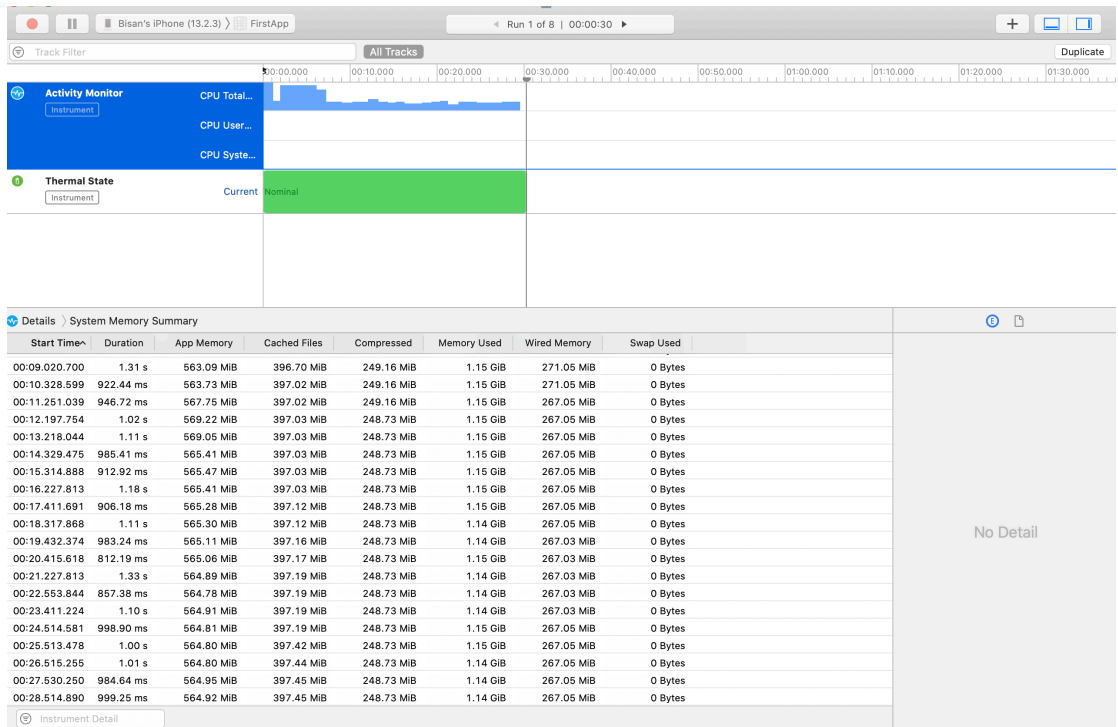 Bisan's iPhone (13.2.3) 〉 FirstApp
Run 1 of 8 | 00:00:30
Track Filter
All Tracks
Duplicate
00:00.000 00:10.000 00:20.000 00:30.000 00:40.000 00:50.000 01:00.000 01:10.000 01:20.000 01:30.000
Activity Monitor
Instrument
CPU Total...
CPU User...
CPU Syste...
Thermal State
Instrument
Current Nominal
Details 〉 System Memory Summary
Start Time Duration App Memory Cached Files Compressed Memory Used Wired Memory Swap Used
00:09.020.700 1.31 s 563.09 MiB 396.70 MiB 249.16 MiB 1.15 GiB 271.05 MiB 0 Bytes
00:10.328.599 922.44 ms 563.73 MiB 397.02 MiB 249.16 MiB 1.15 GiB 271.05 MiB 0 Bytes
00:11.251.039 946.72 ms 567.75 MiB 397.02 MiB 249.16 MiB 1.15 GiB 267.05 MiB 0 Bytes
00:12.197.754 1.02 s 569.22 MiB 397.03 MiB 248.73 MiB 1.15 GiB 267.05 MiB 0 Bytes
00:13.218.044 1.11 s 569.05 MiB 397.03 MiB 248.73 MiB 1.15 GiB 267.05 MiB 0 Bytes
00:14.329.475 985.41 ms 565.41 MiB 397.03 MiB 248.73 MiB 1.15 GiB 267.05 MiB 0 Bytes
00:15.314.888 912.92 ms 565.47 MiB 397.03 MiB 248.73 MiB 1.15 GiB 267.05 MiB 0 Bytes
00:16.227.813 1.18 s 565.41 MiB 397.03 MiB 248.73 MiB 1.15 GiB 267.05 MiB 0 Bytes
00:17.411.691 906.18 ms 565.28 MiB 397.12 MiB 248.73 MiB 1.15 GiB 267.05 MiB 0 Bytes
00:18.317.868 1.11 s 565.30 MiB 397.12 MiB 248.73 MiB 1.14 GiB 267.05 MiB 0 Bytes
00:19.432.374 983.24 ms 565.11 MiB 397.16 MiB 248.73 MiB 1.14 GiB 267.03 MiB 0 Bytes
00:20.415.618 812.19 ms 565.06 MiB 397.17 MiB 248.73 MiB 1.15 GiB 267.03 MiB 0 Bytes
00:21.227.813 1.33 s 564.89 MiB 397.19 MiB 248.73 MiB 1.14 GiB 267.03 MiB 0 Bytes
00:22.553.844 857.38 ms 564.78 MiB 397.19 MiB 248.73 MiB 1.14 GiB 267.03 MiB 0 Bytes
00:23.411.224 1.10 s 564.91 MiB 397.19 MiB 248.73 MiB 1.14 GiB 267.03 MiB 0 Bytes
00:24.514.581 998.90 ms 564.81 MiB 397.19 MiB 248.73 MiB 1.15 GiB 267.05 MiB 0 Bytes
00:25.513.478 1.00 s 564.80 MiB 397.42 MiB 248.73 MiB 1.15 GiB 267.05 MiB 0 Bytes
00:26.515.255 1.01 s 564.80 MiB 397.44 MiB 248.73 MiB 1.14 GiB 267.05 MiB 0 Bytes
00:27.530.250 984.64 ms 564.95 MiB 397.45 MiB 248.73 MiB 1.14 GiB 267.05 MiB 0 Bytes
00:28.514.890 999.25 ms 564.92 MiB 397.45 MiB 248.73 MiB 1.14 GiB 267.05 MiB 0 Bytes
No Detail
Instrument Detail